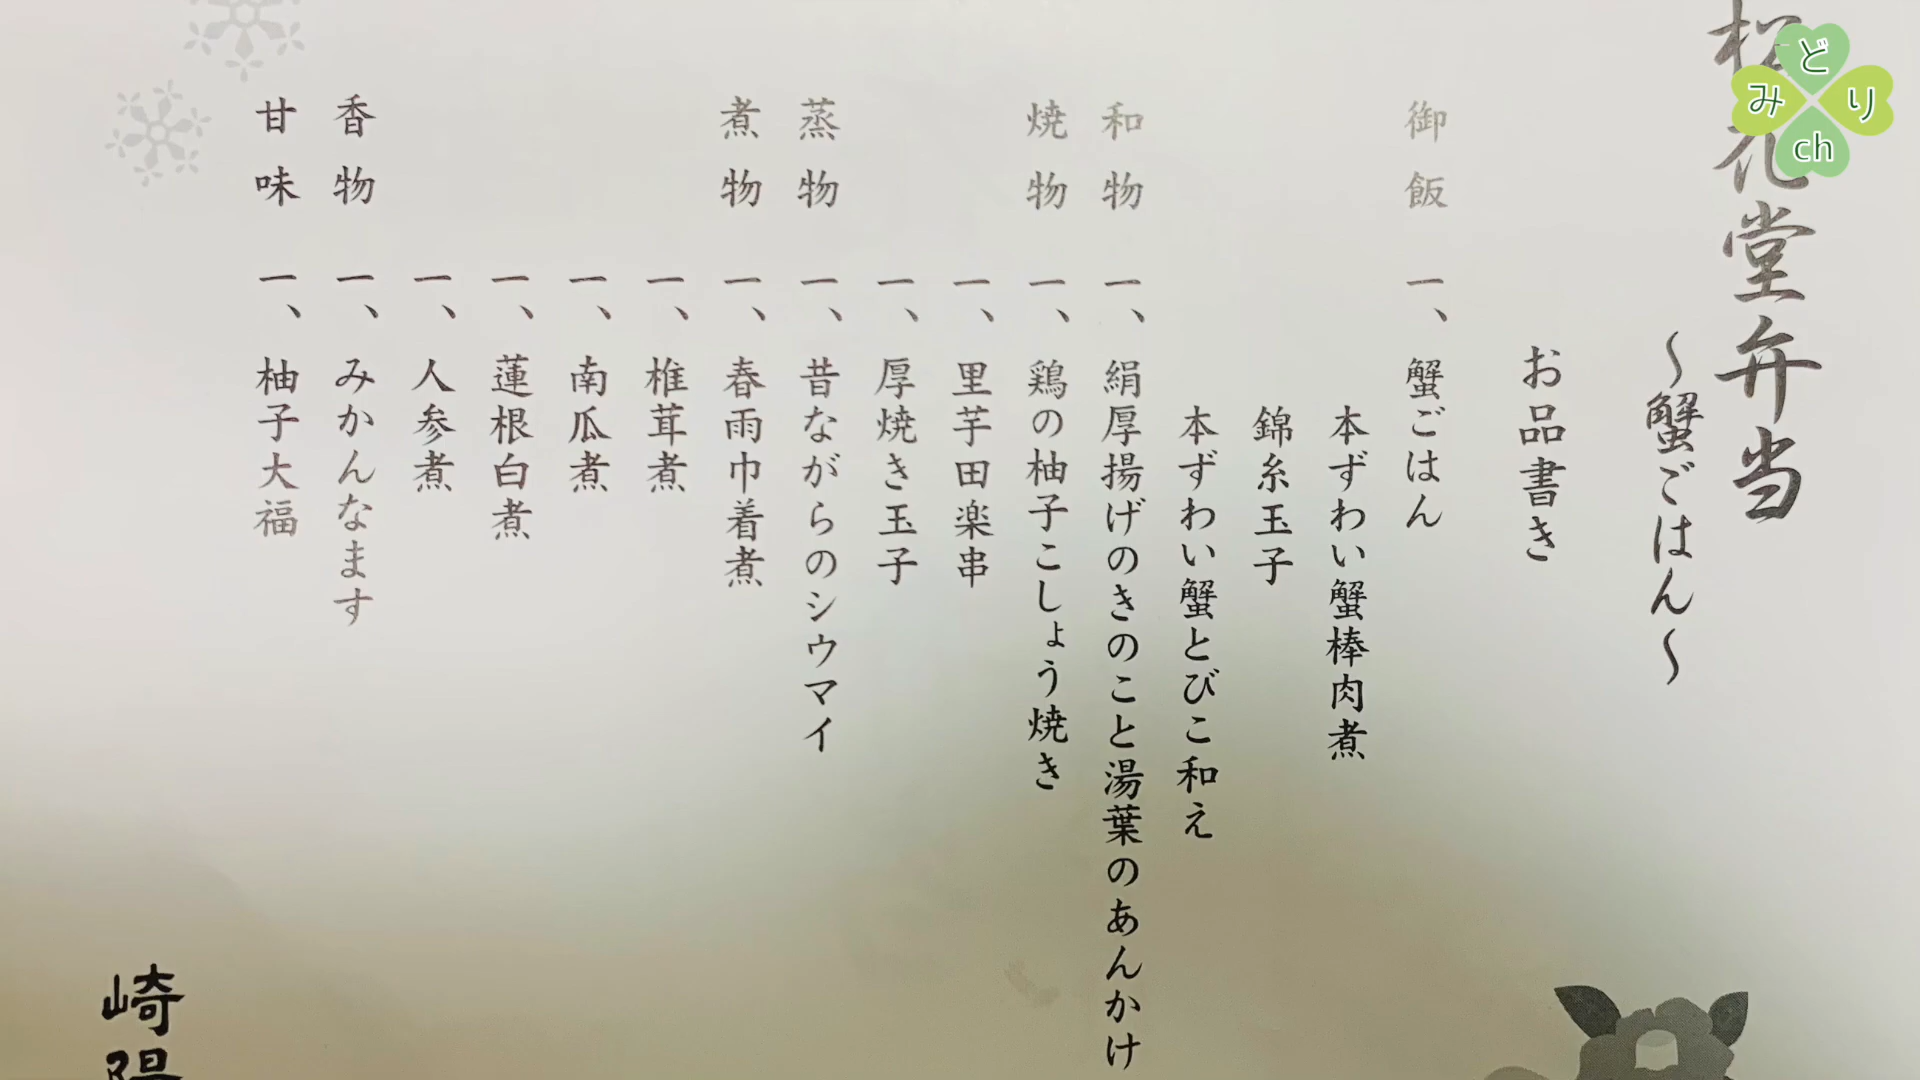 松花堂弁当
〜蟹ごはん〜
お品書き
御飯 一、蟹ごはん
本ずわい蟹棒肉煮
錦糸玉子
本ずわい蟹とびこ和え
和物 一、絹厚揚げのきのこと湯葉のあんかけ
焼物 一、鶏の柚子こしょう焼き
一、里芋田楽串
一、厚焼き玉子
蒸物 一、昔ながらのシウマイ
煮物 一、春雨巾着煮
一、椎茸煮
一、南瓜煮
一、蓮根白煮
一、人参煮
香物 一、みかんなます
甘味 一、柚子大福
崎陽
みどりch